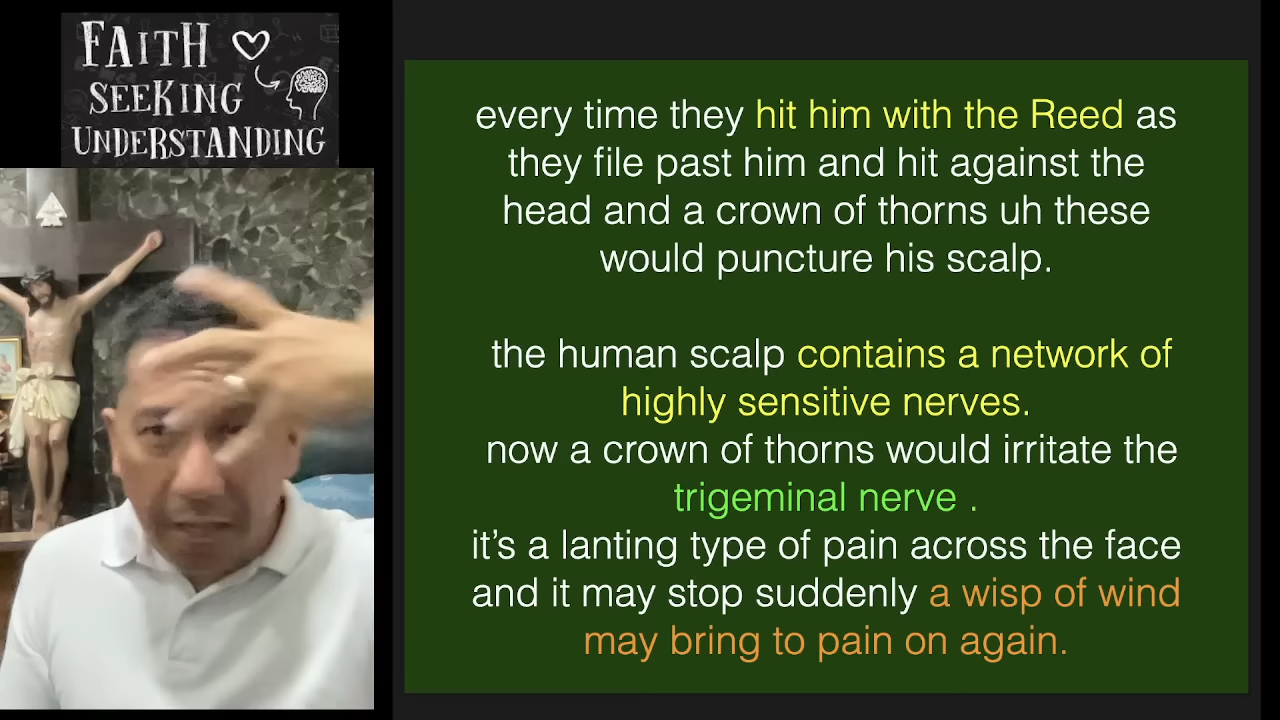 FAITH
SEEKING
UNDERSTANDING
every time they hit him with the Reed as
they file past him and hit against the
head and a crown of thorns uh these
would puncture his scalp.
the human scalp contains a network of
highly sensitive nerves.
now a crown of thorns would irritate the
trigeminal nerve .
it’s a lanting type of pain across the face
and it may stop suddenly a wisp of wind
may bring to pain on again.